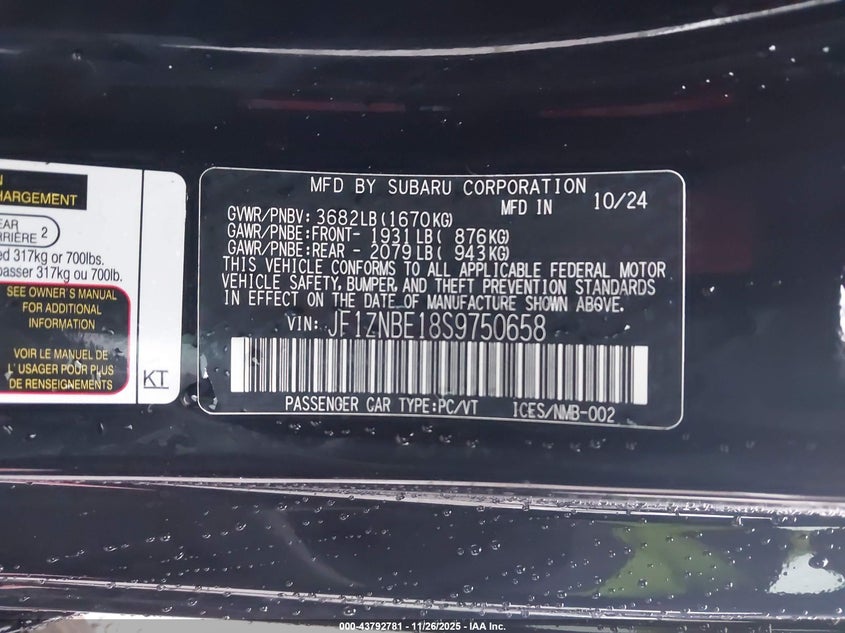 N
HARGEMENT
EAR
RRIÈRE 2
ed 317kg or 700lbs.
passer 317kg ou 700lb.
SEE OWNER'S MANUAL
FOR ADDITIONAL
INFORMATION
VOIR LE MANUEL DE
L' USAGER POUR PLUS
DE RENSEIGNEMENTS
KT
MFD BY SUBARU CORPORATION
MFD IN 10/24
GVWR/PNBV: 3682LB(1670KG)
GAWR/PNBE:FRONT- 1931LB( 876KG)
GAWR/PNBE:REAR - 2079LB( 943KG)
THIS VEHICLE CONFORMS TO ALL APPLICABLE FEDERAL MOTOR
VEHICLE SAFETY, BUMPER, AND THEFT PREVENTION STANDARDS
IN EFFECT ON THE DATE OF MANUFACTURE SHOWN ABOVE.
VIN: JF1ZNBE18S9750658
PASSENGER CAR TYPE:PC/VT ICES/NMB-002
000-43792781 - 11/26/2025 - IAA Inc.